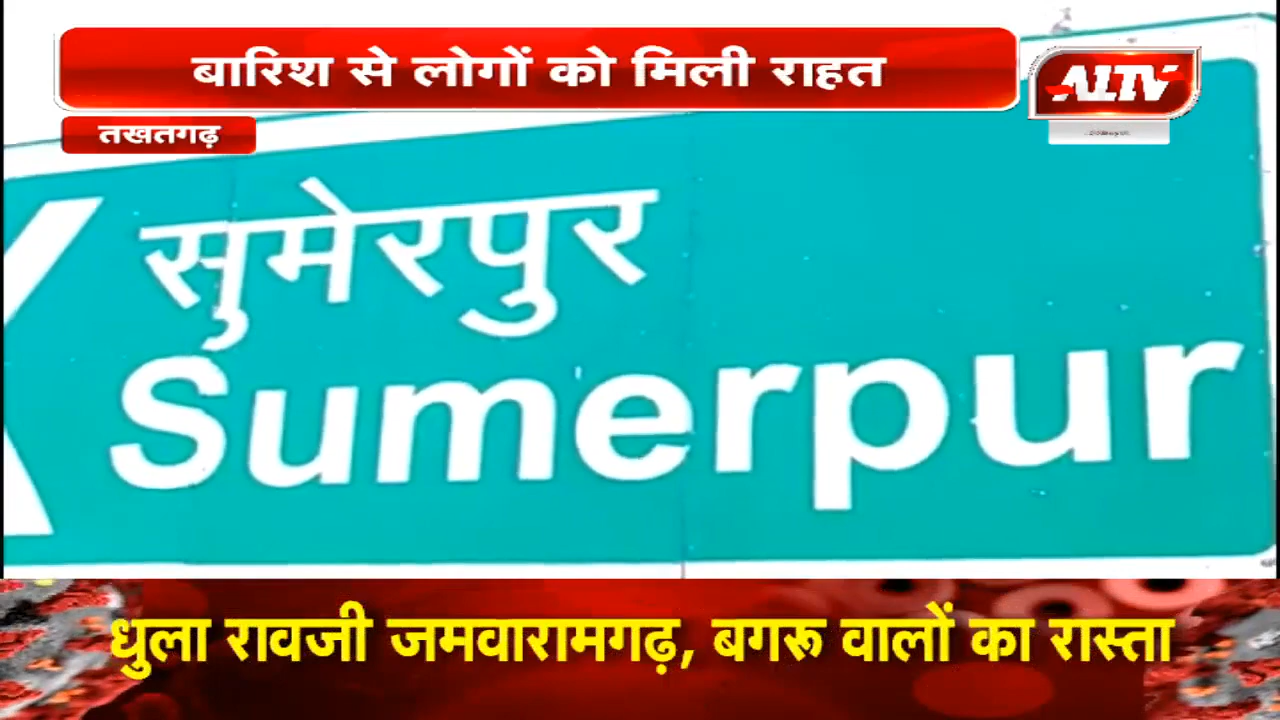 बारिश से लोगों को मिली राहत
ALTV
तखतगढ़
सुमेरपुर
Sumerpur
धुला रावजी जमवारामगढ़, बगरू वालों का रास्ता